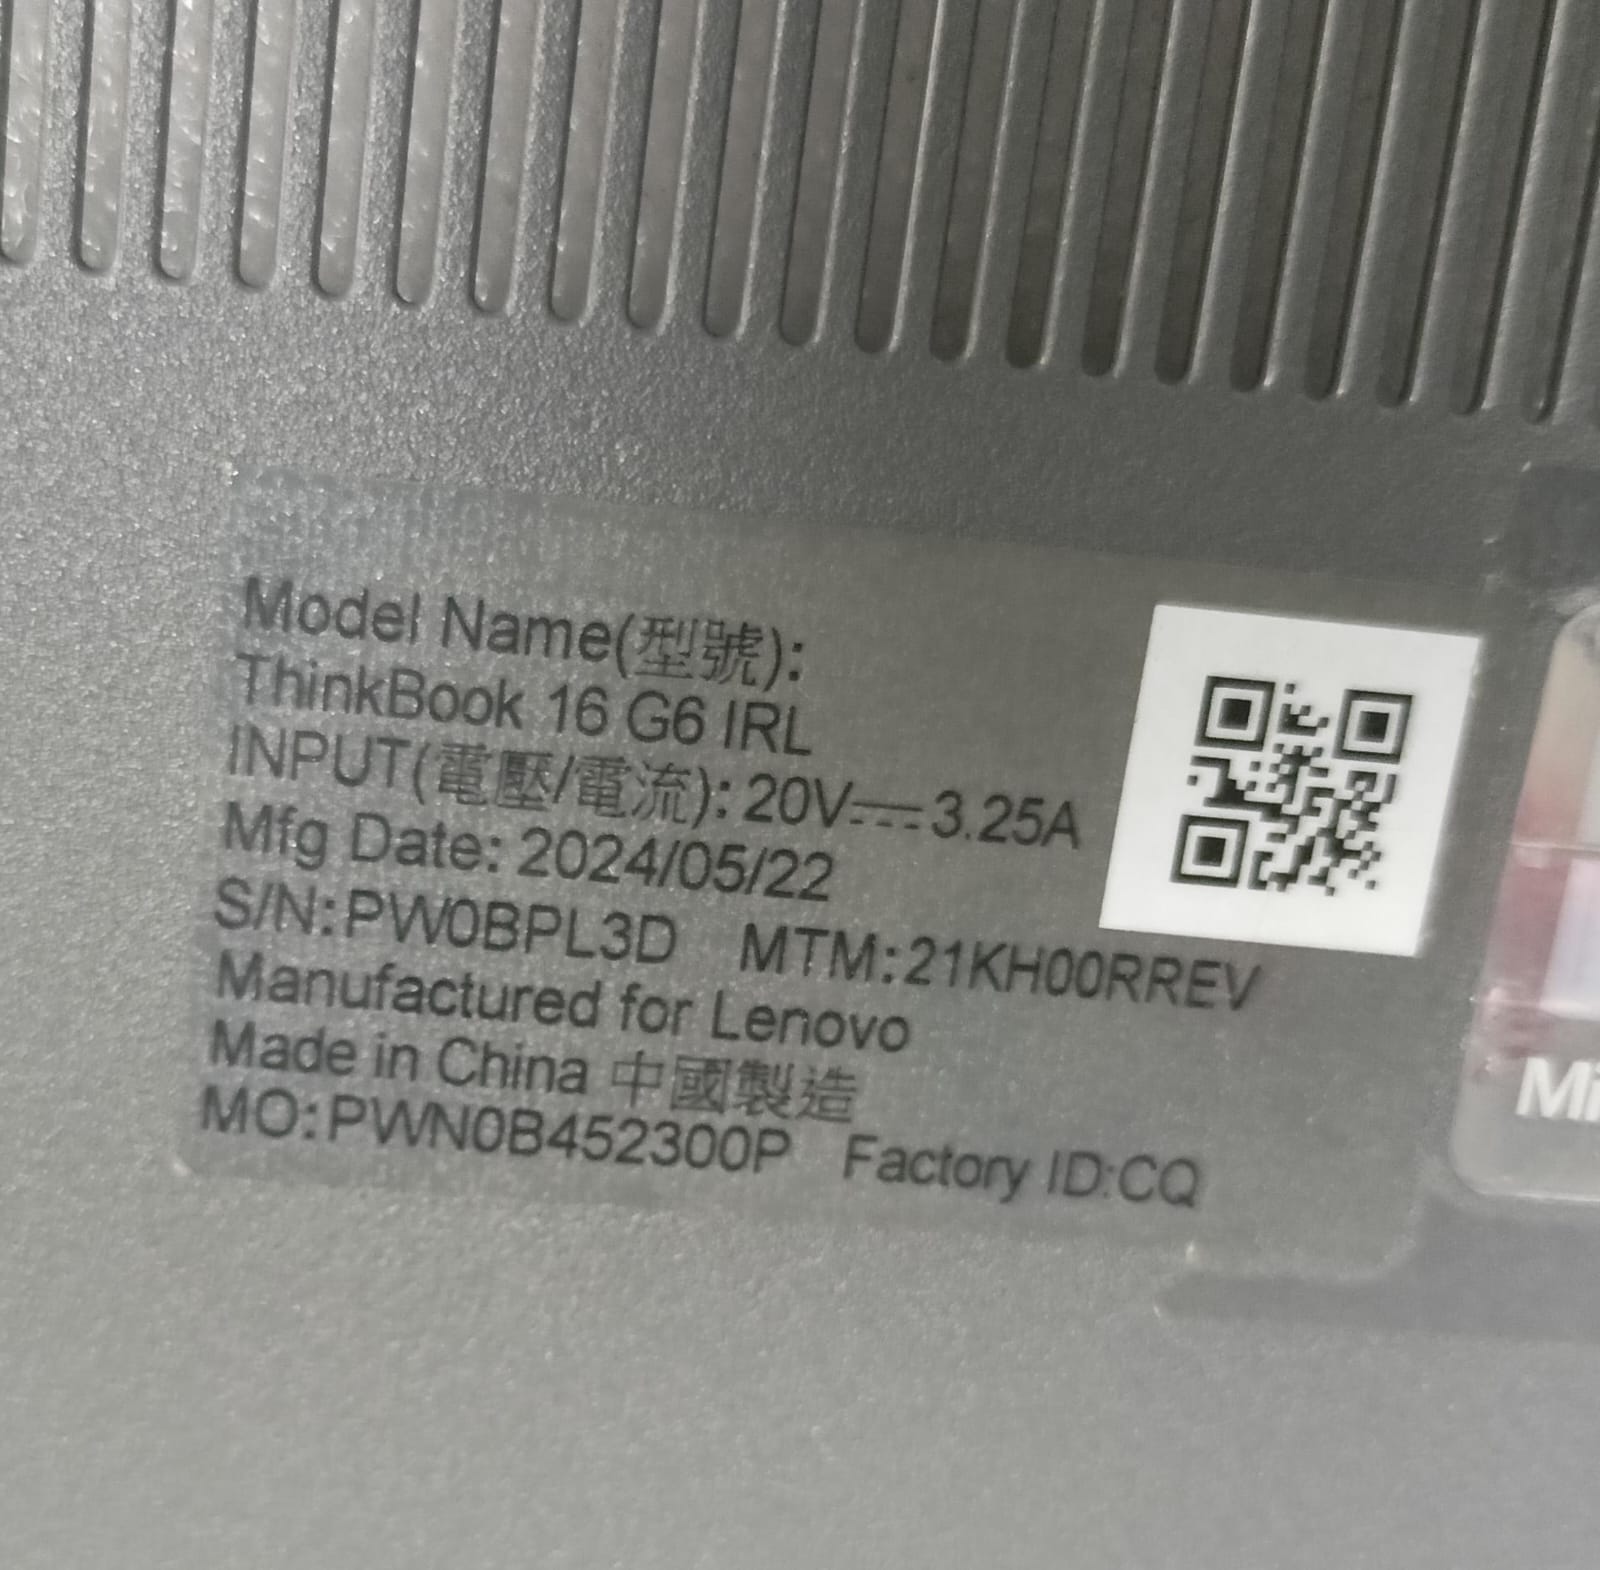 Model Name(型號):
ThinkBook 16 G6 IRL
INPUT(電壓/電流): 20V⎓3.25A
Mfg Date: 2024/05/22
S/N:PW0BPL3D MTM:21KH00RREV
Manufactured for Lenovo
Made in China 中國製造
MO:PWN0B452300P Factory ID:CQ